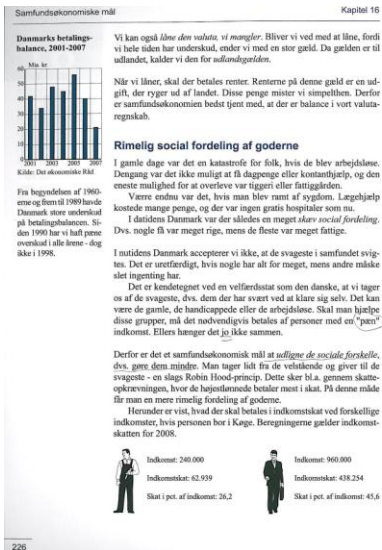 Samfundsøkonomiske mål
Kapitel 16
Danmarks betalings-
balance, 2001-2007
Mia. kr.
60
50
40
30
20
10
0
2001 2003 2005 2007
Kilde: Det økonomiske Råd
Fra begyndelsen af 1960-
erne og frem til 1989 havde
Danmark store underskud
på betalingsbalancen. Si-
den 1990 har vi haft pæne
overskud i alle årene - dog
ikke i 1998.
Vi kan også låne den valuta, vi mangler. Bliver vi ved med at låne, fordi
vi hele tiden har underskud, ender vi med en stor gæld. Da gælden er til
udlandet, kalder vi den for udlandsgælden.
Når vi låner, skal der betales renter. Renterne på denne gæld er en ud-
gift, der ryger ud af landet. Disse penge mister vi simpelthen. Derfor
er samfundsøkonomien bedst tjent med, at der er balance i vort valuta-
regnskab.
Rimelig social fordeling af goderne
I gamle dage var det en katastrofe for folk, hvis de blev arbejdsløse.
Dengang var det ikke muligt at få dagpenge eller kontanthjælp, og den
eneste mulighed for at overleve var tiggeri eller fattiggården.
Værre endnu var det, hvis man blev ramt af sygdom. Lægehjælp
kostede mange penge, og der var ingen gratis hospitaler som nu.
I datidens Danmark var der således en meget skæv social fordeling.
Dvs. nogle få var meget rige, mens de fleste var meget fattige.
I nutidens Danmark accepterer vi ikke, at de svageste i samfundet svig-
tes. Det er uretfærdigt, hvis nogle har alt for meget, mens andre måske
slet ingenting har.
Det er kendetegnet ved en velfærdsstat som den danske, at vi tager
os af de svageste, dvs. dem der har svært ved at klare sig selv. Det kan
være de gamle, de handicappede eller de arbejdsløse. Skal man hjælpe
disse grupper, må det nødvendigvis betales af personer med en "pæn"
indkomst. Ellers hænger det jo ikke sammen.
Derfor er det et samfundsøkonomisk mål at udligne de sociale forskelle,
dvs. gøre dem mindre. Man tager lidt fra de velstående og giver til de
svageste - en slags Robin Hood-princip. Dette sker bl.a. gennem skatte-
opkrævningen, hvor de højestlønnede betaler mest i skat. På denne måde
får man en mere rimelig fordeling af goderne.
Herunder er vist, hvad der skal betales i indkomstskat ved forskellige
indkomster, hvis personen bor i Køge. Beregningerne gælder indkomst-
skatten for 2008.
Indkomst: 240.000
Indkomstskat: 62.939
Skat i pct. af indkomst: 26,2
Indkomst: 960.000
Indkomstskat: 438.254
Skat i pct. af indkomst: 45,6
226